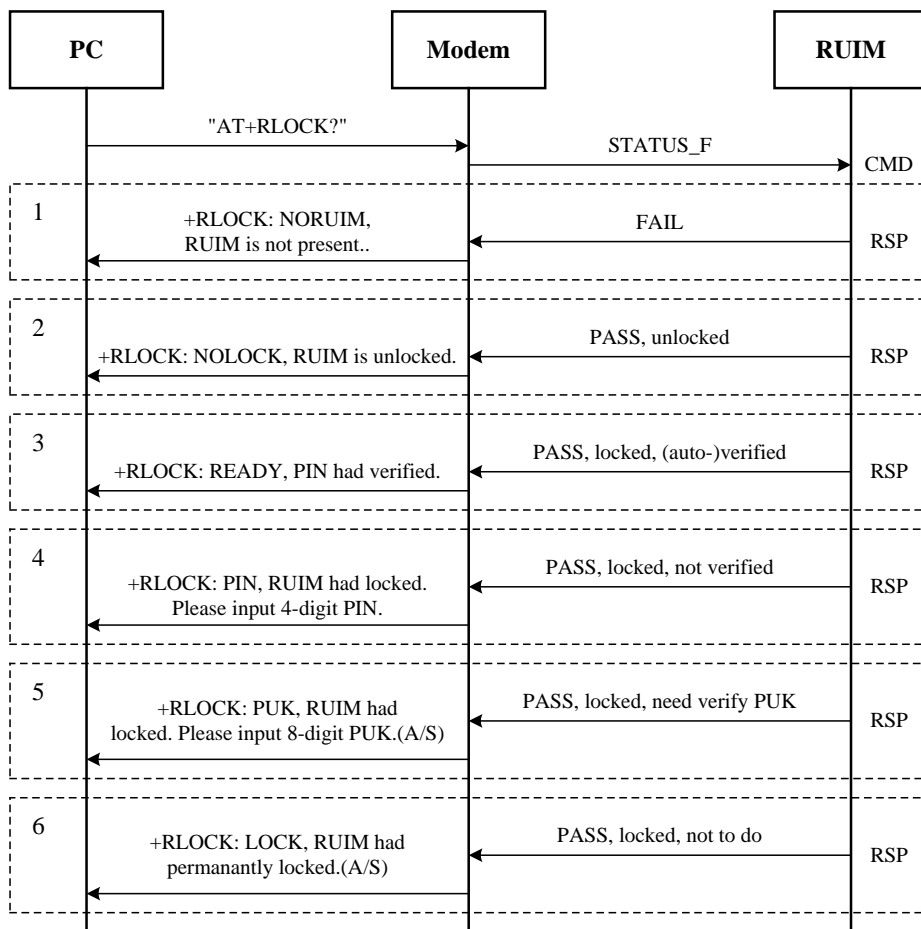 PC
Modem
RUIM
"AT+RLOCK?"
STATUS_F
CMD
1
+RLOCK: NORUIM,
RUIM is not present..
FAIL
RSP
2
+RLOCK: NOLOCK, RUIM is unlocked.
PASS, unlocked
RSP
3
+RLOCK: READY, PIN had verified.
PASS, locked, (auto-)verified
RSP
4
+RLOCK: PIN, RUIM had locked.
Please input 4-digit PIN.
PASS, locked, not verified
RSP
5
+RLOCK: PUK, RUIM had
locked. Please input 8-digit PUK.(A/S)
PASS, locked, need verify PUK
RSP
6
+RLOCK: LOCK, RUIM had
permanantly locked.(A/S)
PASS, locked, not to do
RSP